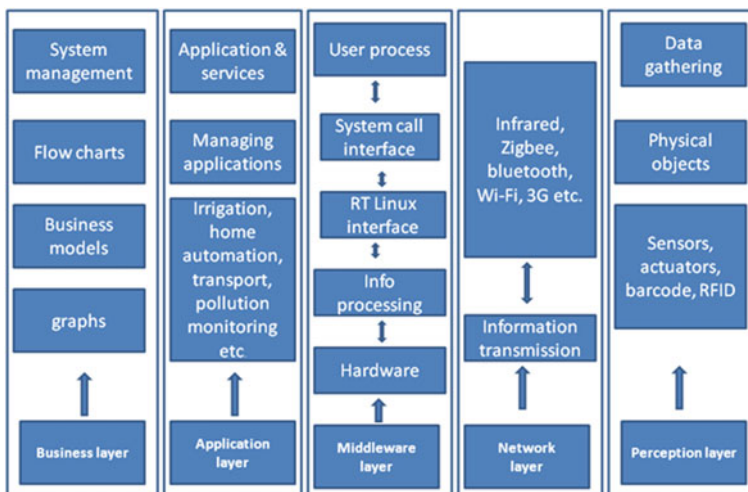 System
management
Flow charts
Business
models
graphs
Business layer
Application &
services
Managing
applications
Irrigation,
home
automation,
transport,
pollution
monitoring
etc.
Application
layer
User process
System call
interface
RT Linux
interface
Info
processing
Hardware
Middleware
layer
Infrared,
Zigbee,
bluetooth,
Wi-Fi, 3G etc.
Information
transmission
Network
layer
Data
gathering
Physical
objects
Sensors,
actuators,
barcode, RFID
Perception layer